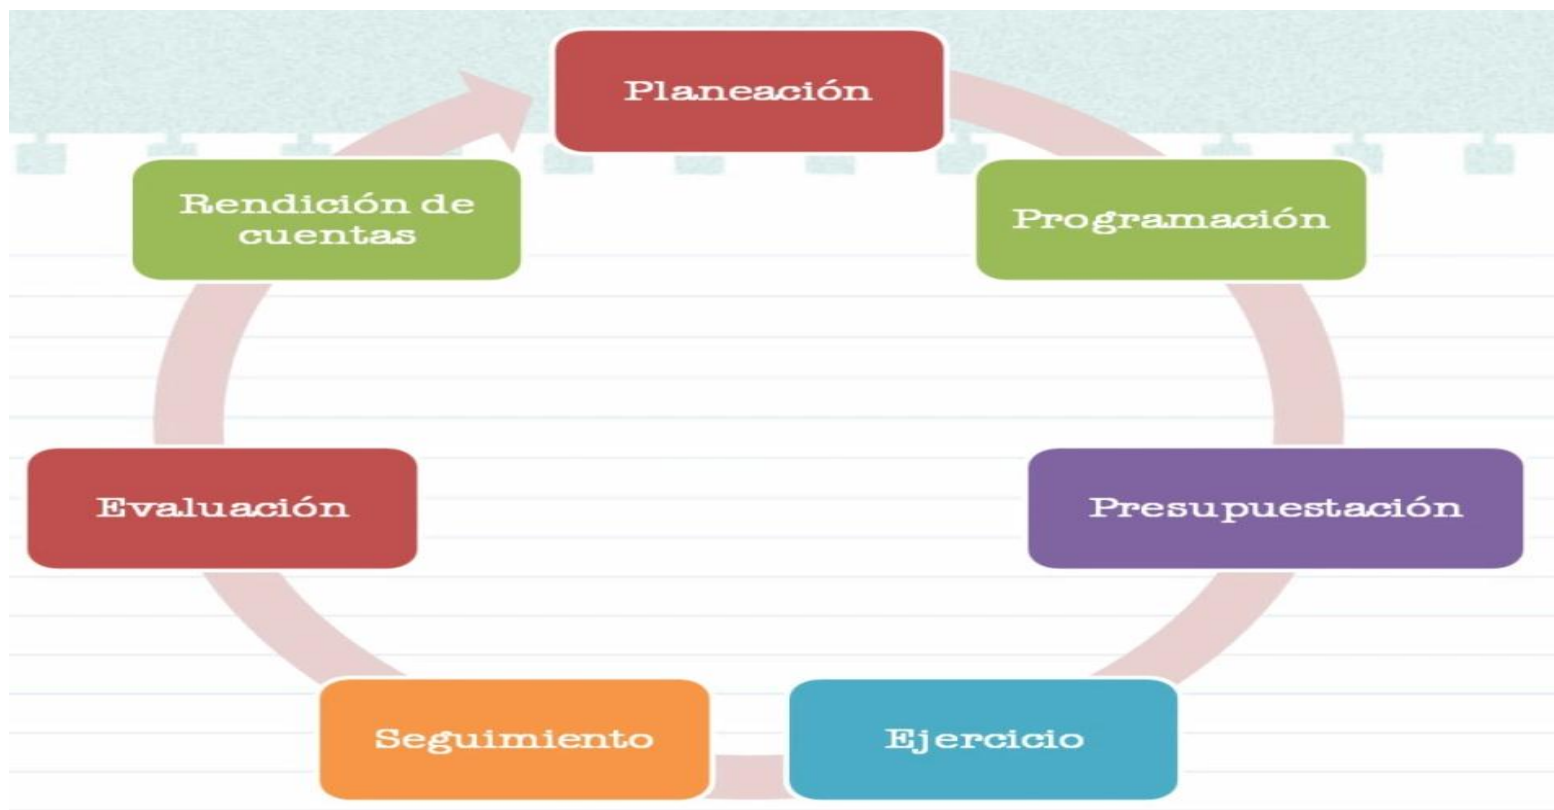 Planeación
Programación
Presupuestación
Ejercicio
Seguimiento
Evaluación
Rendición de
cuentas